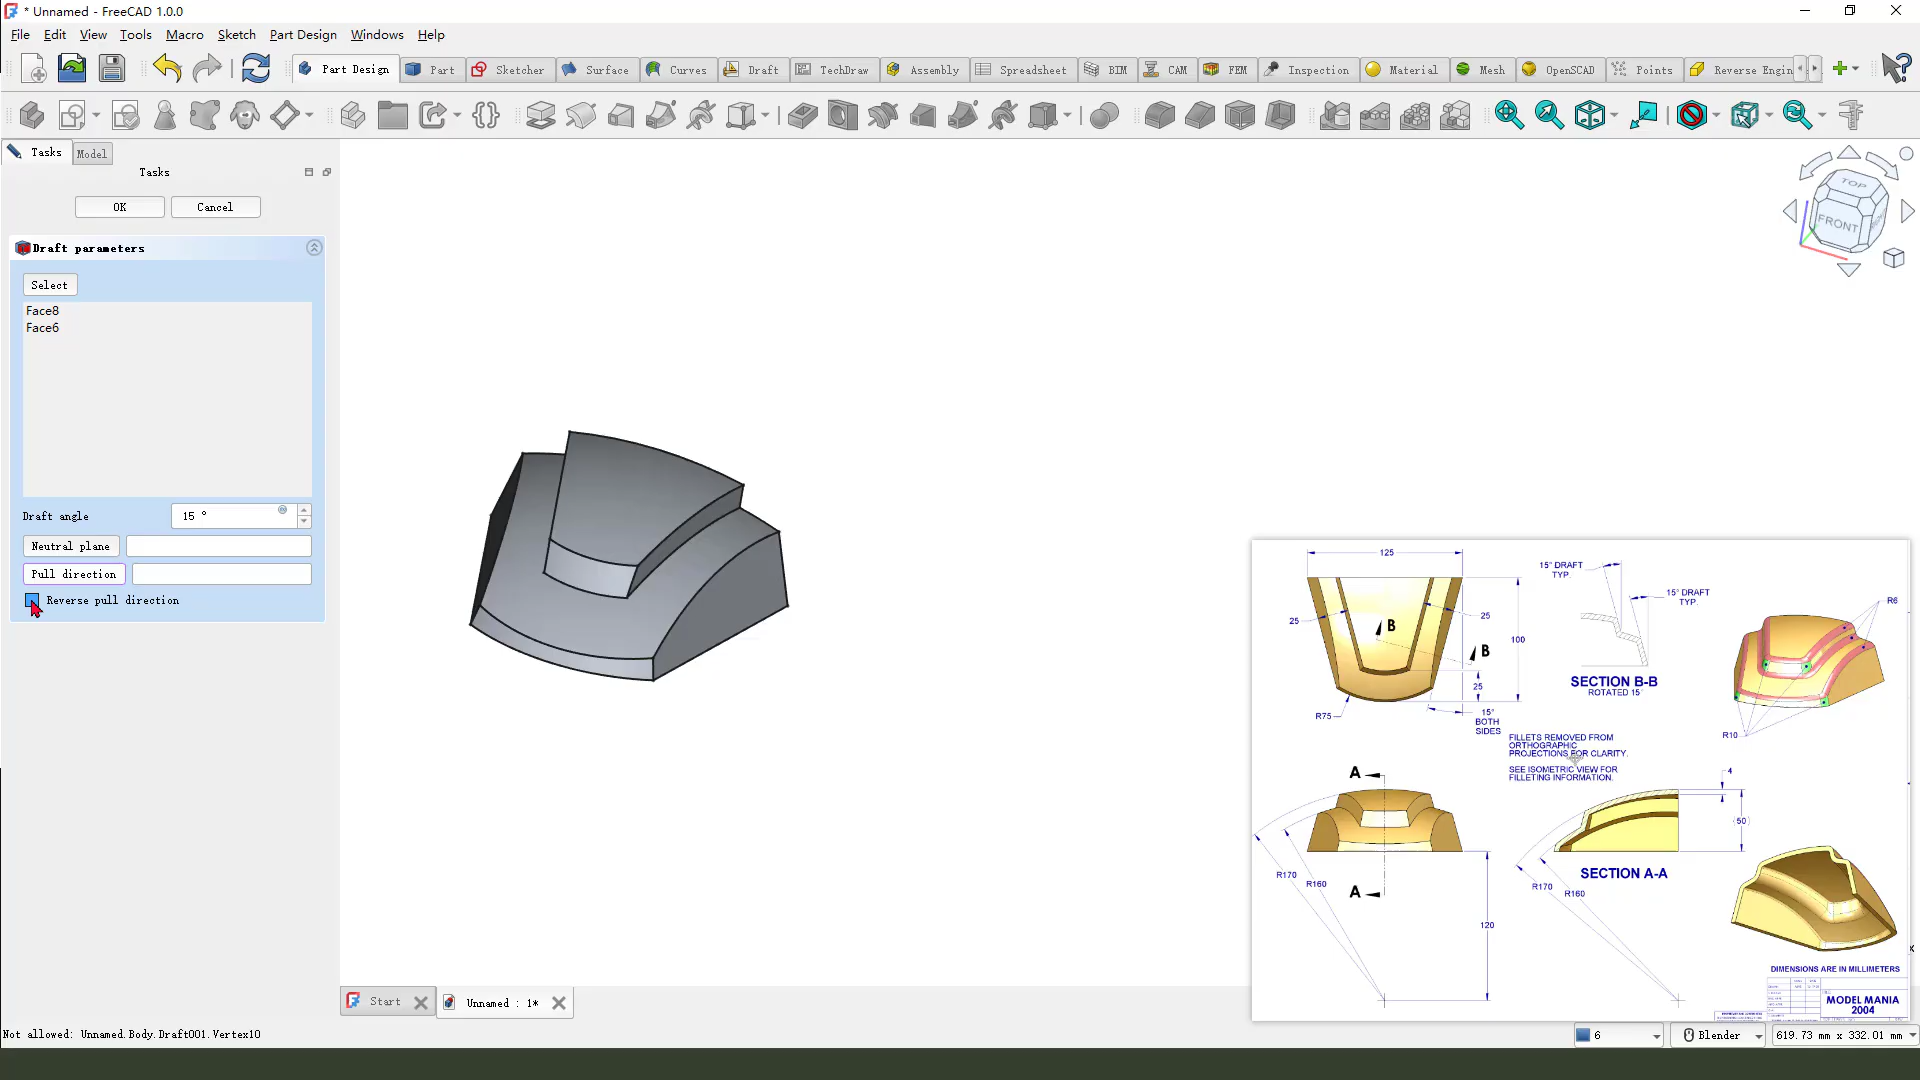 * Unnamed - FreeCAD 1.0.0
File Edit View Tools Macro Sketch Part Design Windows Help
Part Design Part Sketcher Surface Curves Draft TechDraw Assembly Spreadsheet BIM CAM FEM Inspection Material Mesh OpenSCAD Points Reverse Engin
Tasks Model
Tasks
OK Cancel
Draft parameters
Select
Face8
Face6
Draft angle 15 °
Neutral plane
Pull direction
Reverse pull direction
TOP
FRONT
125
15° DRAFT
TYP.
15° DRAFT
TYP.
R6
25
25
B
B
100
25
SECTION B-B
ROTATED 15°
R75
15°
BOTH
SIDES
R10
FILLETS REMOVED FROM
ORTHOGRAPHIC
PROJECTIONS FOR CLARITY.
SEE ISOMETRIC VIEW FOR
FILLETING INFORMATION.
A
4
(50)
R170
R160
A
SECTION A-A
R170
R160
120
DIMENSIONS ARE IN MILLIMETERS
MODEL MANIA
2004
Start Unnamed : 1*
Not allowed: Unnamed.Body.Draft001.Vertex10
6 Blender 619.73 mm x 332.01 mm